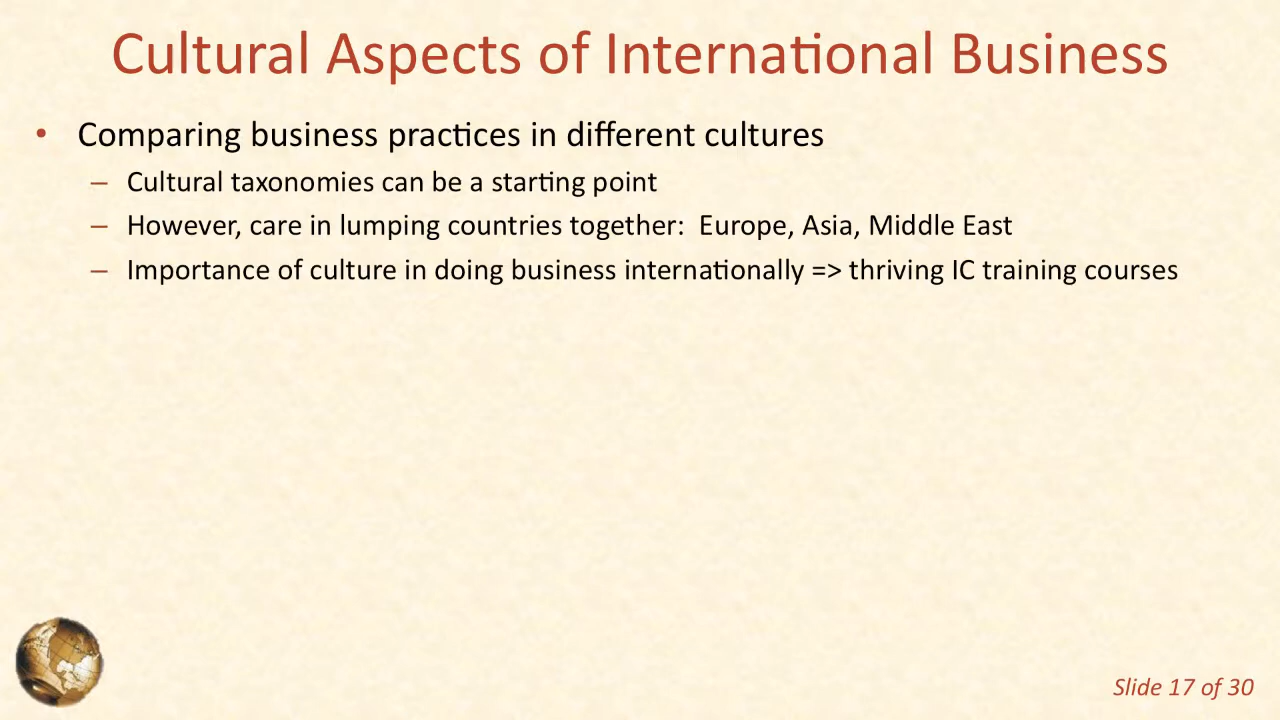 Cultural Aspects of International Business
• Comparing business practices in different cultures
– Cultural taxonomies can be a starting point
– However, care in lumping countries together:  Europe, Asia, Middle East
– Importance of culture in doing business internationally => thriving IC training courses
Slide 17 of 30